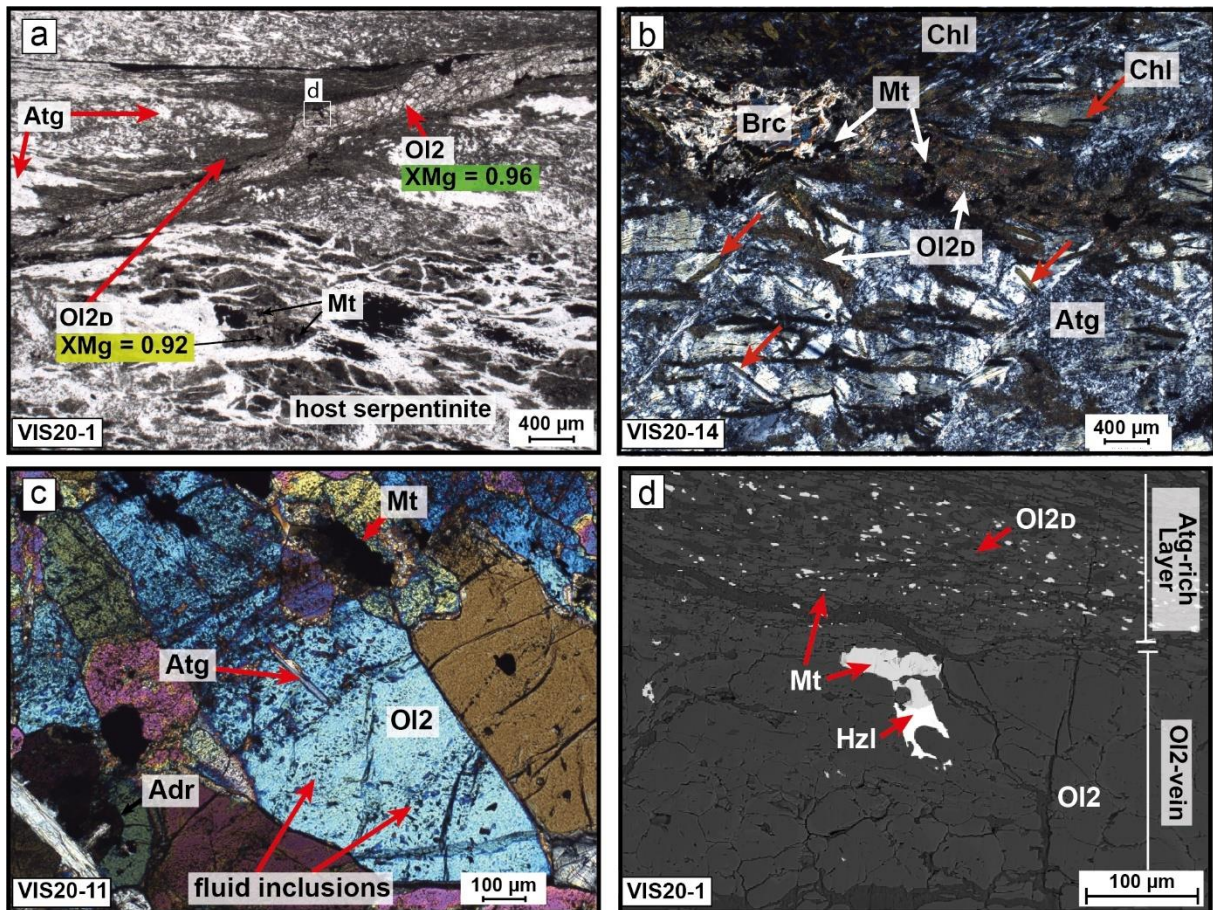 a
d
Atg
Ol2
XMg = 0.96
Ol2D
XMg = 0.92
Mt
host serpentinite
400 µm
VIS20-1
b
Chl
Chl
Mt
Brc
Ol2D
Atg
400 µm
VIS20-14
c
Mt
Atg
Ol2
Adr
fluid inclusions
100 µm
VIS20-11
d
Ol2D
Atg-rich
Layer
Mt
Hzl
Ol2
Ol2-vein
100 µm
VIS20-1